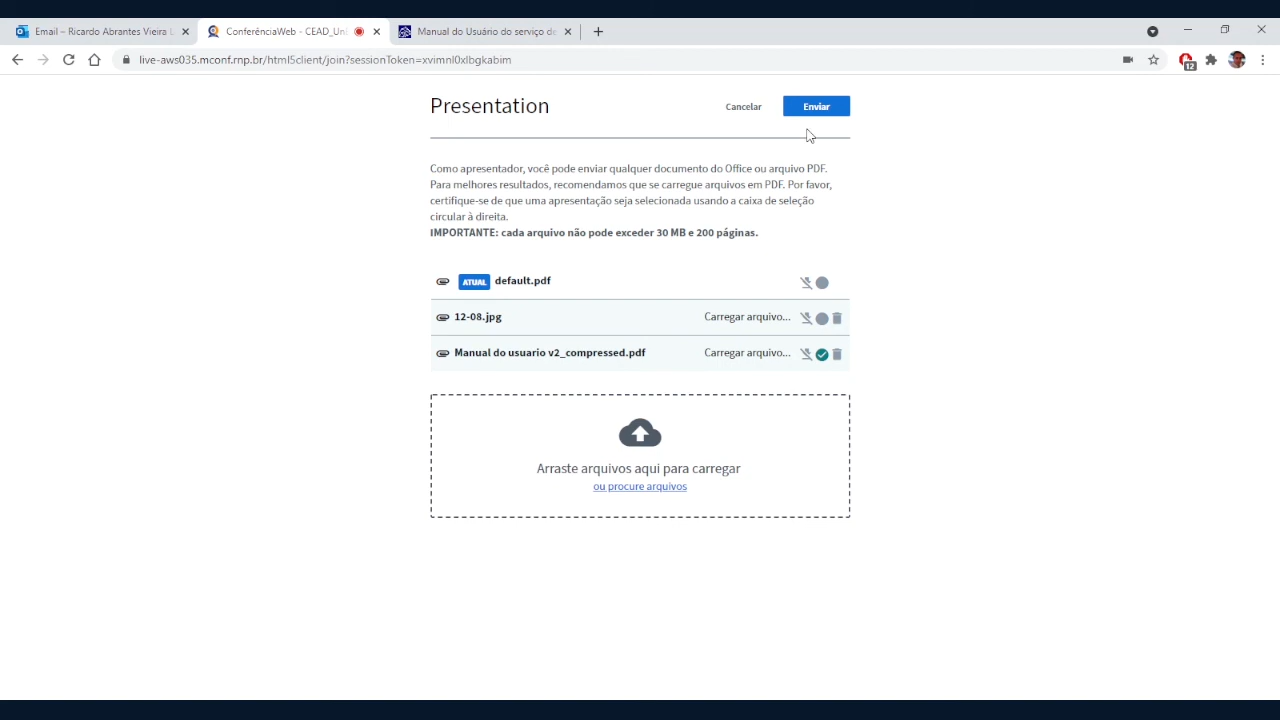 Email – Ricardo Abrantes Vieira L
ConferênciaWeb - CEAD_Uni
Manual do Usuário do serviço de
live-aws035.mconf.rnp.br/html5client/join?sessionToken=xvimnl0xlbgkabim
12
Presentation
Cancelar
Enviar
Como apresentador, você pode enviar qualquer documento do Office ou arquivo PDF.
Para melhores resultados, recomendamos que se carregue arquivos em PDF. Por favor,
certifique-se de que uma apresentação seja selecionada usando a caixa de seleção
circular à direita.
IMPORTANTE: cada arquivo não pode exceder 30 MB e 200 páginas.
ATUAL default.pdf
12-08.jpg Carregar arquivo...
Manual do usuario v2_compressed.pdf Carregar arquivo...
Arraste arquivos aqui para carregar
ou procure arquivos